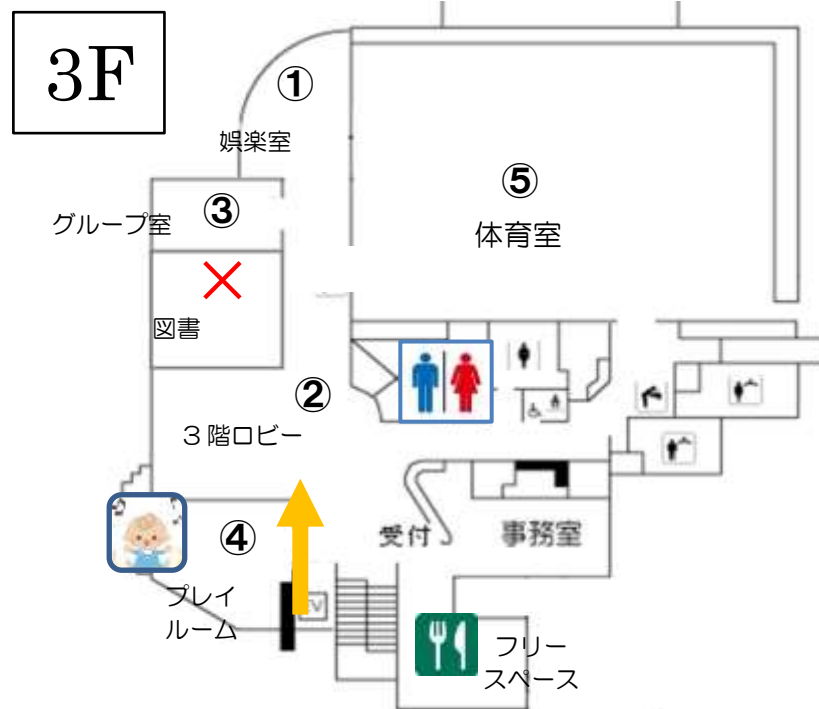 3F
①
娯楽室
③
グループ室
⑤
体育室
図書
②
3階ロビー
④
受付
事務室
プレイ
ルーム
EV
フリー
スペース